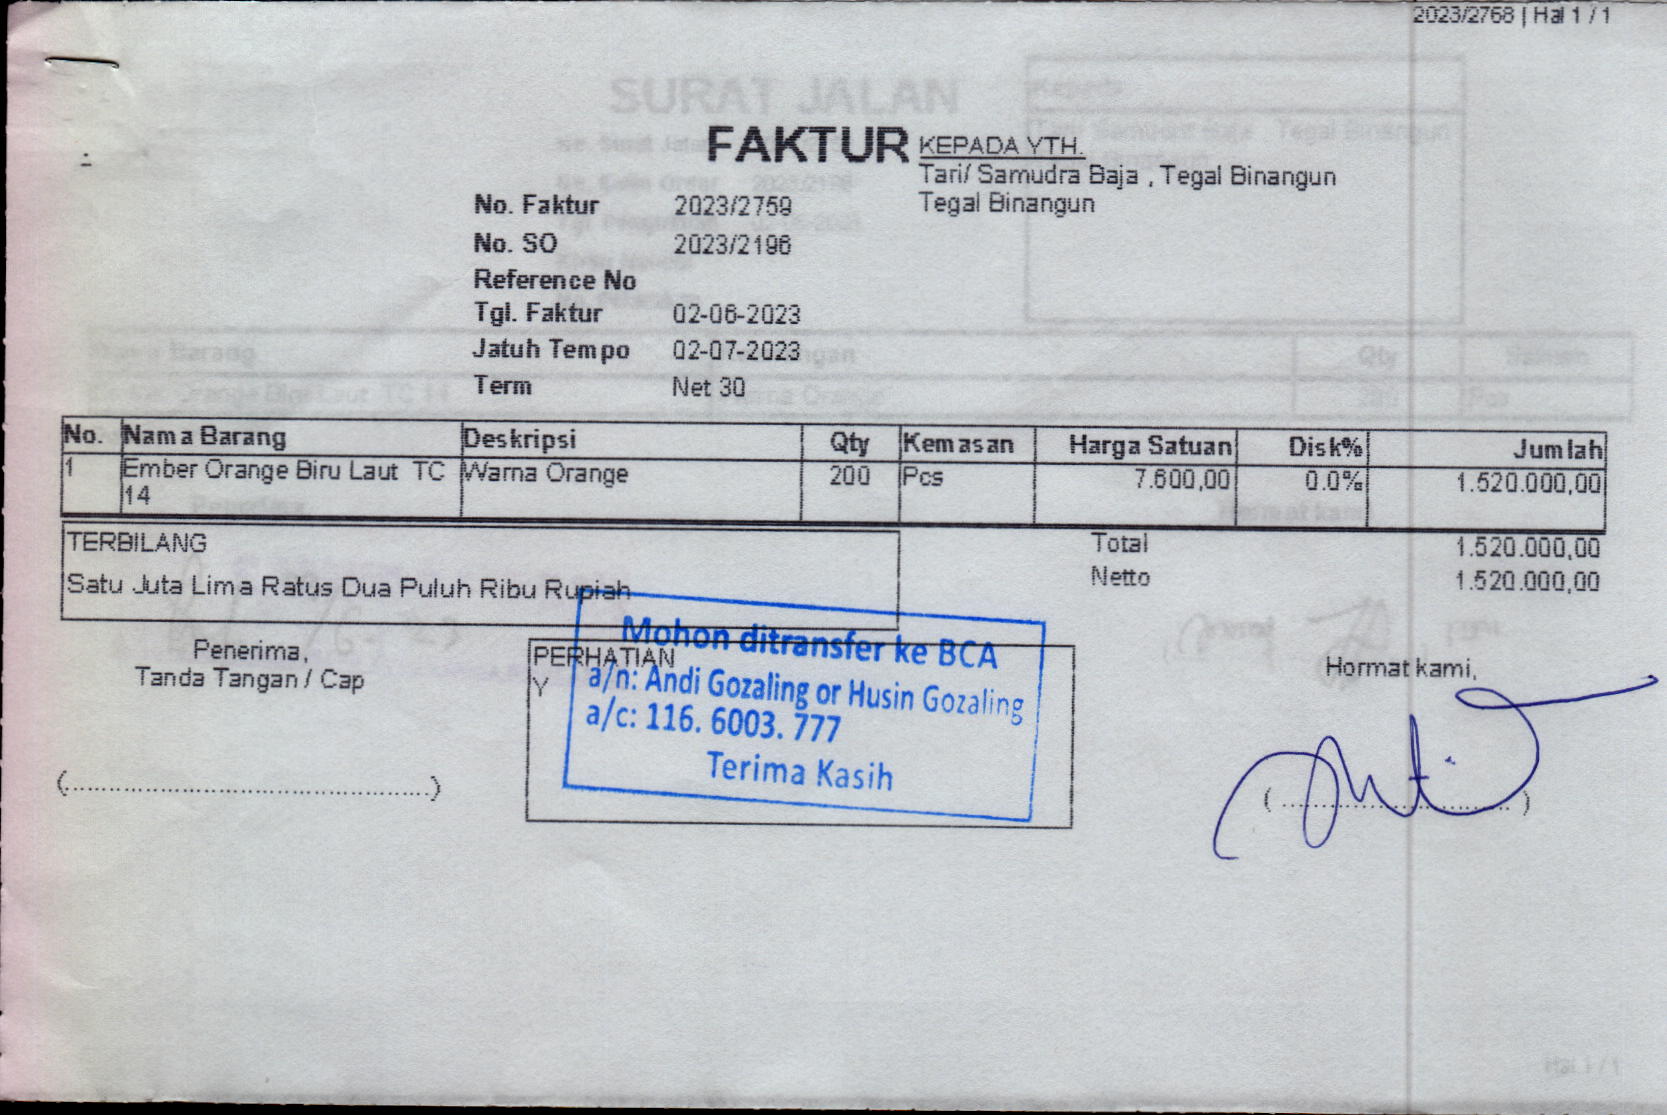 2023/2768 | Hal 1 / 1
FAKTUR
KEPADA YTH.
Tari/ Samudra Baja , Tegal Binangun
Tegal Binangun
No. Faktur 2023/2759
No. SO 2023/2196
Reference No
Tgl. Faktur 02-06-2023
Jatuh Tempo 02-07-2023
Term Net 30
No. Nama Barang Deskripsi Qty Kemasan Harga Satuan Disk% Jumlah
1 Ember Orange Biru Laut TC Warna Orange 200 Pcs 7.600,00 0.0% 1.520.000,00
14
TERBILANG
Satu Juta Lima Ratus Dua Puluh Ribu Rupiah
Total 1.520.000,00
Netto 1.520.000,00
Penerima,
Tanda Tangan / Cap
(..............................................)
PERHATIAN
Y
Mohon ditransfer ke BCA
a/n: Andi Gozaling or Husin Gozaling
a/c: 116. 6003. 777
Terima Kasih
Hormat kami,
(................................)
SURAT JALAN
Hal 1 / 1